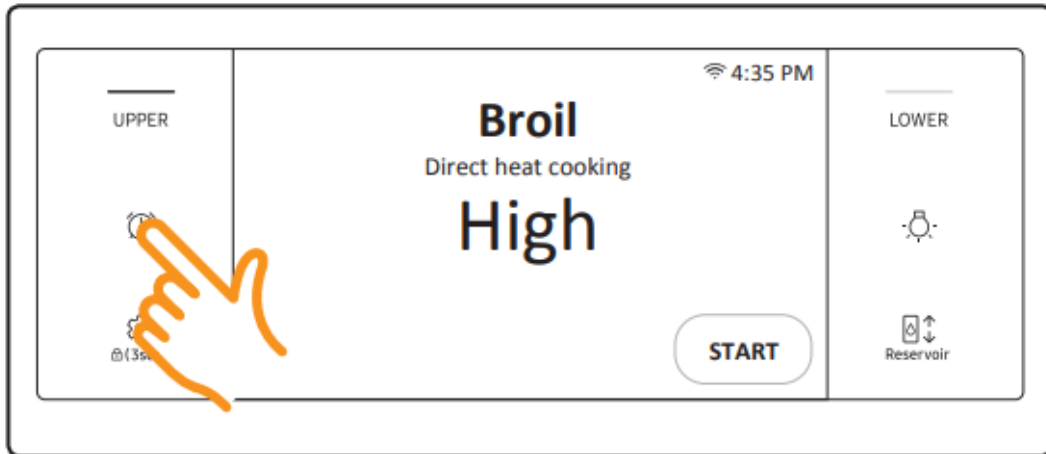 UPPER
4:35 PM
Broil
Direct heat cooking
High
START
LOWER
Reservoir